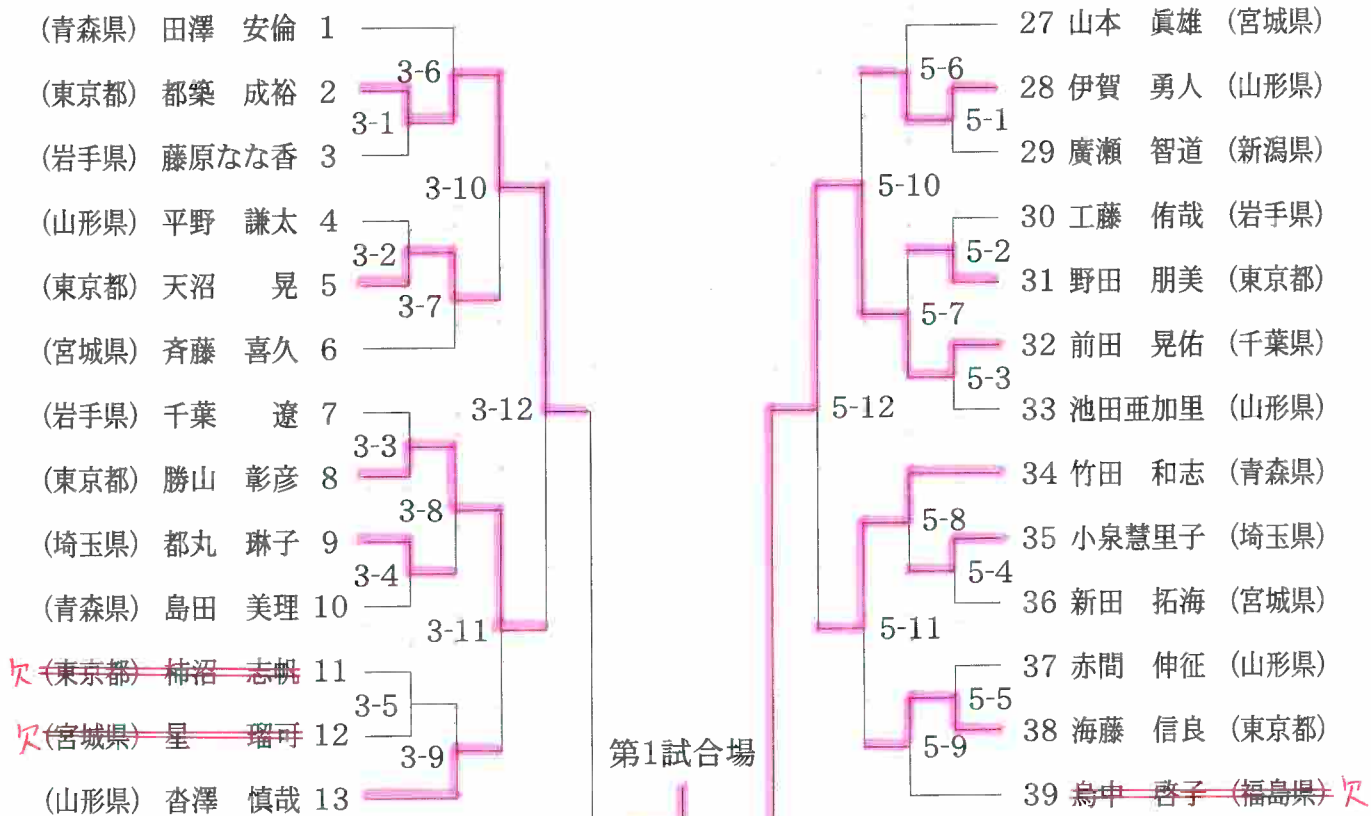 (青森県) 田澤 安倫 1
3-6
(東京都) 都築 成裕 2
3-1
(岩手県) 藤原なな香 3
3-10
(山形県) 平野 謙太 4
3-2
(東京都) 天沼 晃 5
3-7
(宮城県) 斉藤 喜久 6
(岩手県) 千葉 遼 7
3-12
3-3
(東京都) 勝山 彰彦 8
3-8
(埼玉県) 都丸 琳子 9
3-4
(青森県) 島田 美理 10
3-11
欠 (東京都) 柿沼 志帆 11
3-5
欠 (宮城県) 星 瑠可 12
3-9
(山形県) 沓澤 慎哉 13
第1試合場
27 山本 眞雄 (宮城県)
5-6
28 伊賀 勇人 (山形県)
5-1
29 廣瀬 智道 (新潟県)
5-10
30 工藤 侑哉 (岩手県)
5-2
31 野田 朋美 (東京都)
5-7
32 前田 晃佑 (千葉県)
5-3
33 池田亜加里 (山形県)
5-12
34 竹田 和志 (青森県)
5-8
35 小泉慧里子 (埼玉県)
5-4
36 新田 拓海 (宮城県)
5-11
37 赤間 伸征 (山形県)
5-5
38 海藤 信良 (東京都)
5-9
39 畠中 啓子 (福島県) 欠